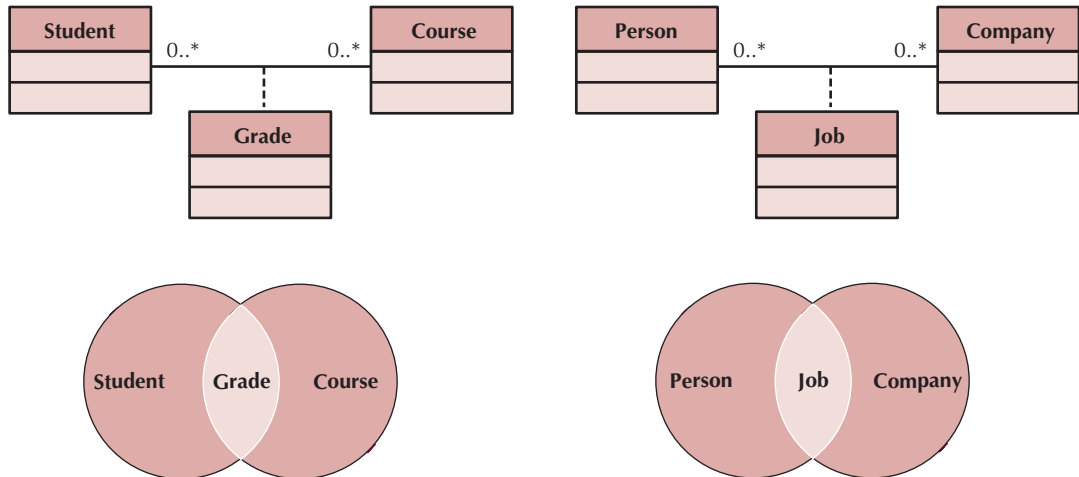 Student
Course
0..*
0..*
Grade
Person
Company
0..*
0..*
Job
Student
Grade
Course
Person
Job
Company